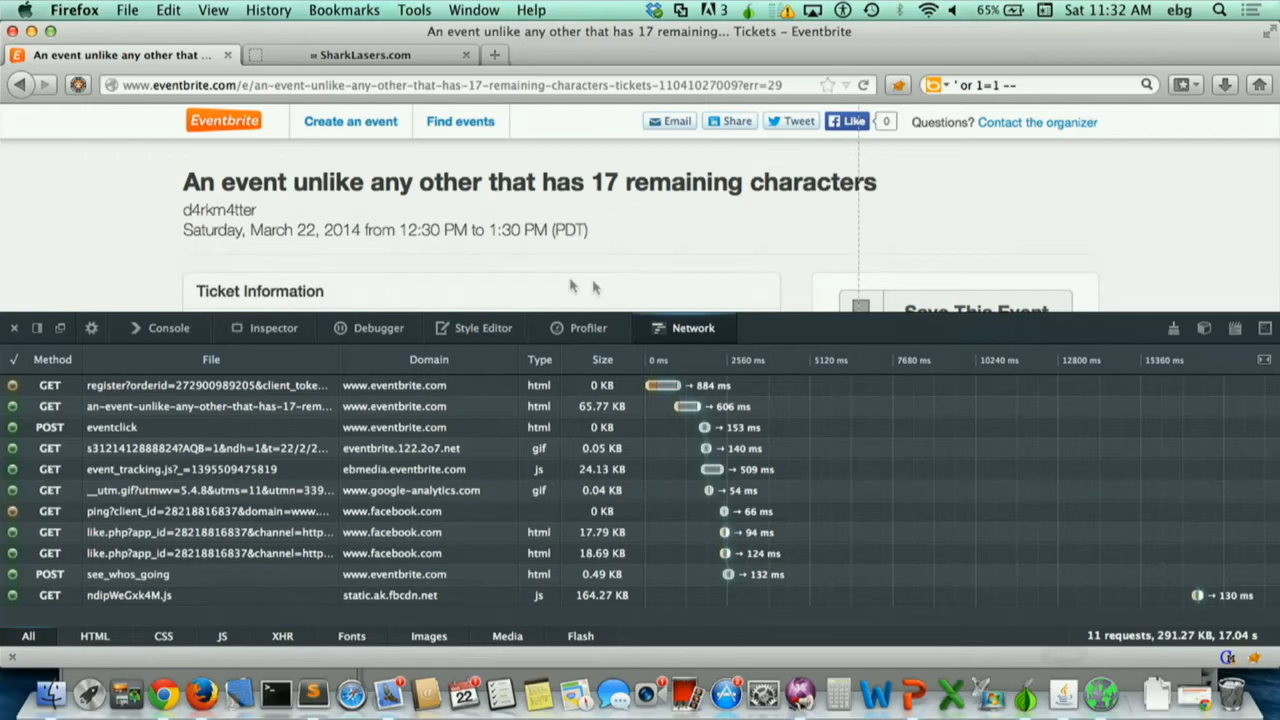 Firefox File Edit View History Bookmarks Tools Window Help 3 65% Sat 11:32 AM ebg
An event unlike any other that has 17 remaining... Tickets – Eventbrite
An event unlike any other that ... × SharkLasers.com × +
www.eventbrite.com/e/an-event-unlike-any-other-that-has-17-remaining-characters-tickets-11041027009?err=29 ' or 1=1 --
Eventbrite Create an event Find events Email Share Tweet Like 0 Questions? Contact the organizer
An event unlike any other that has 17 remaining characters
d4rkm4tter
Saturday, March 22, 2014 from 12:30 PM to 1:30 PM (PDT)
Ticket Information
Save This Event
Console Inspector Debugger Style Editor Profiler Network
✓ Method File Domain Type Size 0 ms 2560 ms 5120 ms 7680 ms 10240 ms 12800 ms 15360 ms
GET register?orderid=272900989205&client_toke... www.eventbrite.com html 0 KB → 884 ms
GET an-event-unlike-any-other-that-has-17-rem... www.eventbrite.com html 65.77 KB → 606 ms
POST eventclick www.eventbrite.com html 0 KB → 153 ms
GET s31214128888247AQB=1&ndh=1&t=22/2/2... eventbrite.122.2o7.net gif 0.05 KB → 140 ms
GET event_tracking.js?_=1395509475819 ebmedia.eventbrite.com js 24.13 KB → 509 ms
GET __utm.gif?utmwv=5.4.8&utms=11&utmn=339... www.google-analytics.com gif 0.04 KB → 54 ms
GET ping?client_id=28218816837&domain=www.... www.facebook.com 0 KB → 66 ms
GET like.php?app_id=28218816837&channel=http... www.facebook.com html 17.79 KB → 94 ms
GET like.php?app_id=28218816837&channel=http... www.facebook.com html 18.69 KB → 124 ms
POST see_whos_going www.eventbrite.com html 0.49 KB → 132 ms
GET ndipWeGxk4M.js static.ak.fbcdn.net js 164.27 KB → 130 ms
All HTML CSS JS XHR Fonts Images Media Flash 11 requests, 291.27 KB, 17.04 s
22